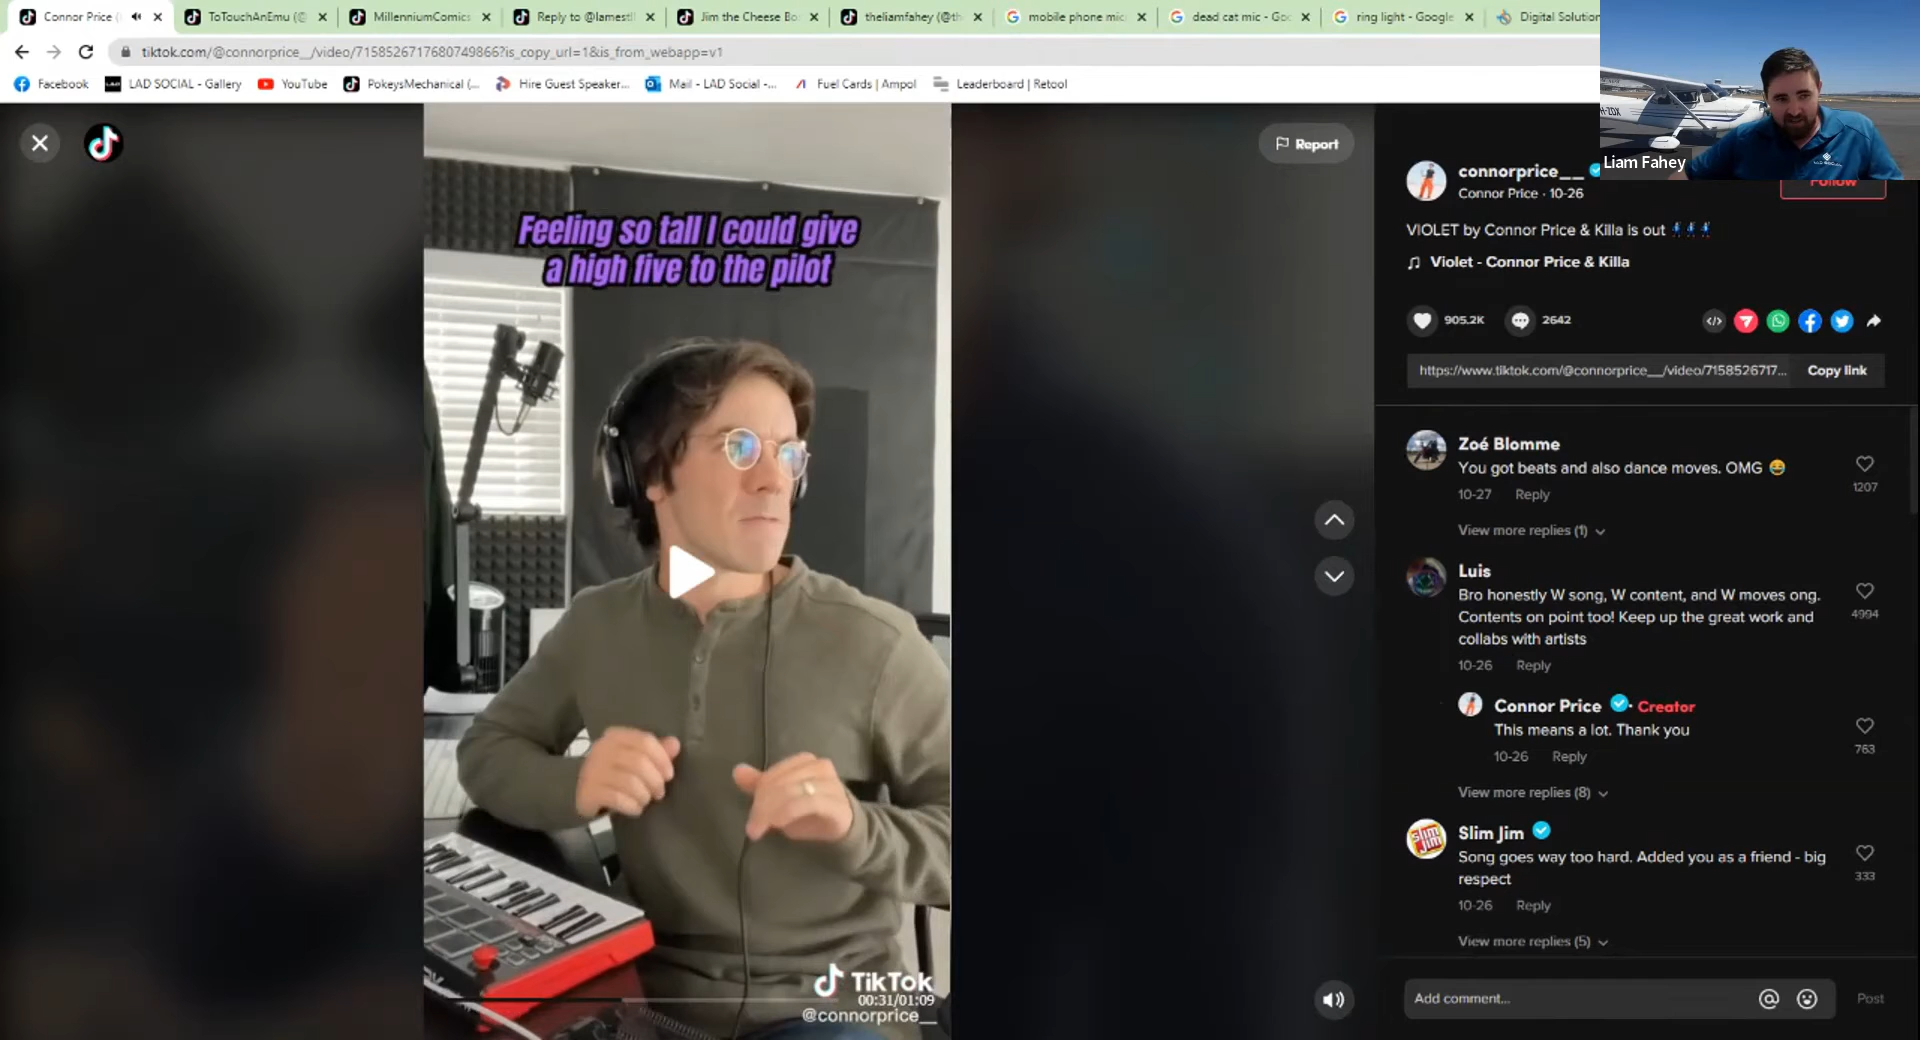 Connor Price (
ToTouchAnEmu (@
MillenniumComics
Reply to @lamestl
Jim the Cheese Bo
theliamfahey (@th
mobile phone mic
dead cat mic - Goo
ring light - Google
Digital Solution
tiktok.com/@connorprice__/video/7158526717680749866?is_copy_url=1&is_from_webapp=v1
Facebook
LAD SOCIAL - Gallery
YouTube
PokeysMechanical (...
Hire Guest Speaker...
Mail - LAD Social -...
Fuel Cards | Ampol
Leaderboard | Retool
Liam Fahey
Report
Feeling so tall I could give
a high five to the pilot
TikTok
00:31/01:09
@connorprice__
connorprice__
Connor Price · 10-26
Follow
VIOLET by Connor Price & Killa is out
Violet - Connor Price & Killa
905.2K
2642
https://www.tiktok.com/@connorprice__/video/7158526717...
Copy link
Zoé Blomme
You got beats and also dance moves. OMG 😂
1207
10-27 Reply
View more replies (1)
Luis
Bro honestly W song, W content, and W moves ong.
Contents on point too! Keep up the great work and
collabs with artists
4994
10-26 Reply
Connor Price · Creator
This means a lot. Thank you
763
10-26 Reply
View more replies (8)
Slim Jim
Song goes way too hard. Added you as a friend - big
respect
333
10-26 Reply
View more replies (5)
Add comment...
Post